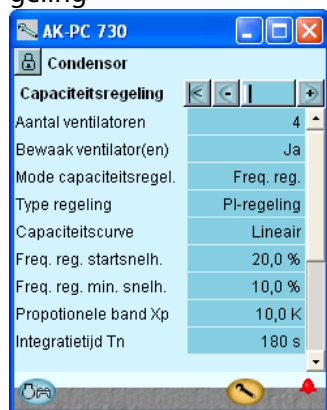 geling
AK-PC 730
Condensor
Capaciteitsregeling
Aantal ventilatoren 4
Bewaak ventilator(en) Ja
Mode capaciteitsregel. Freq. reg.
Type regeling PI-regeling
Capaciteitscurve Lineair
Freq. reg. startsnelh. 20,0 %
Freq. reg. min. snelh. 10,0 %
Propotionele band Xp 10,0 K
Integratietijd Tn 180 s